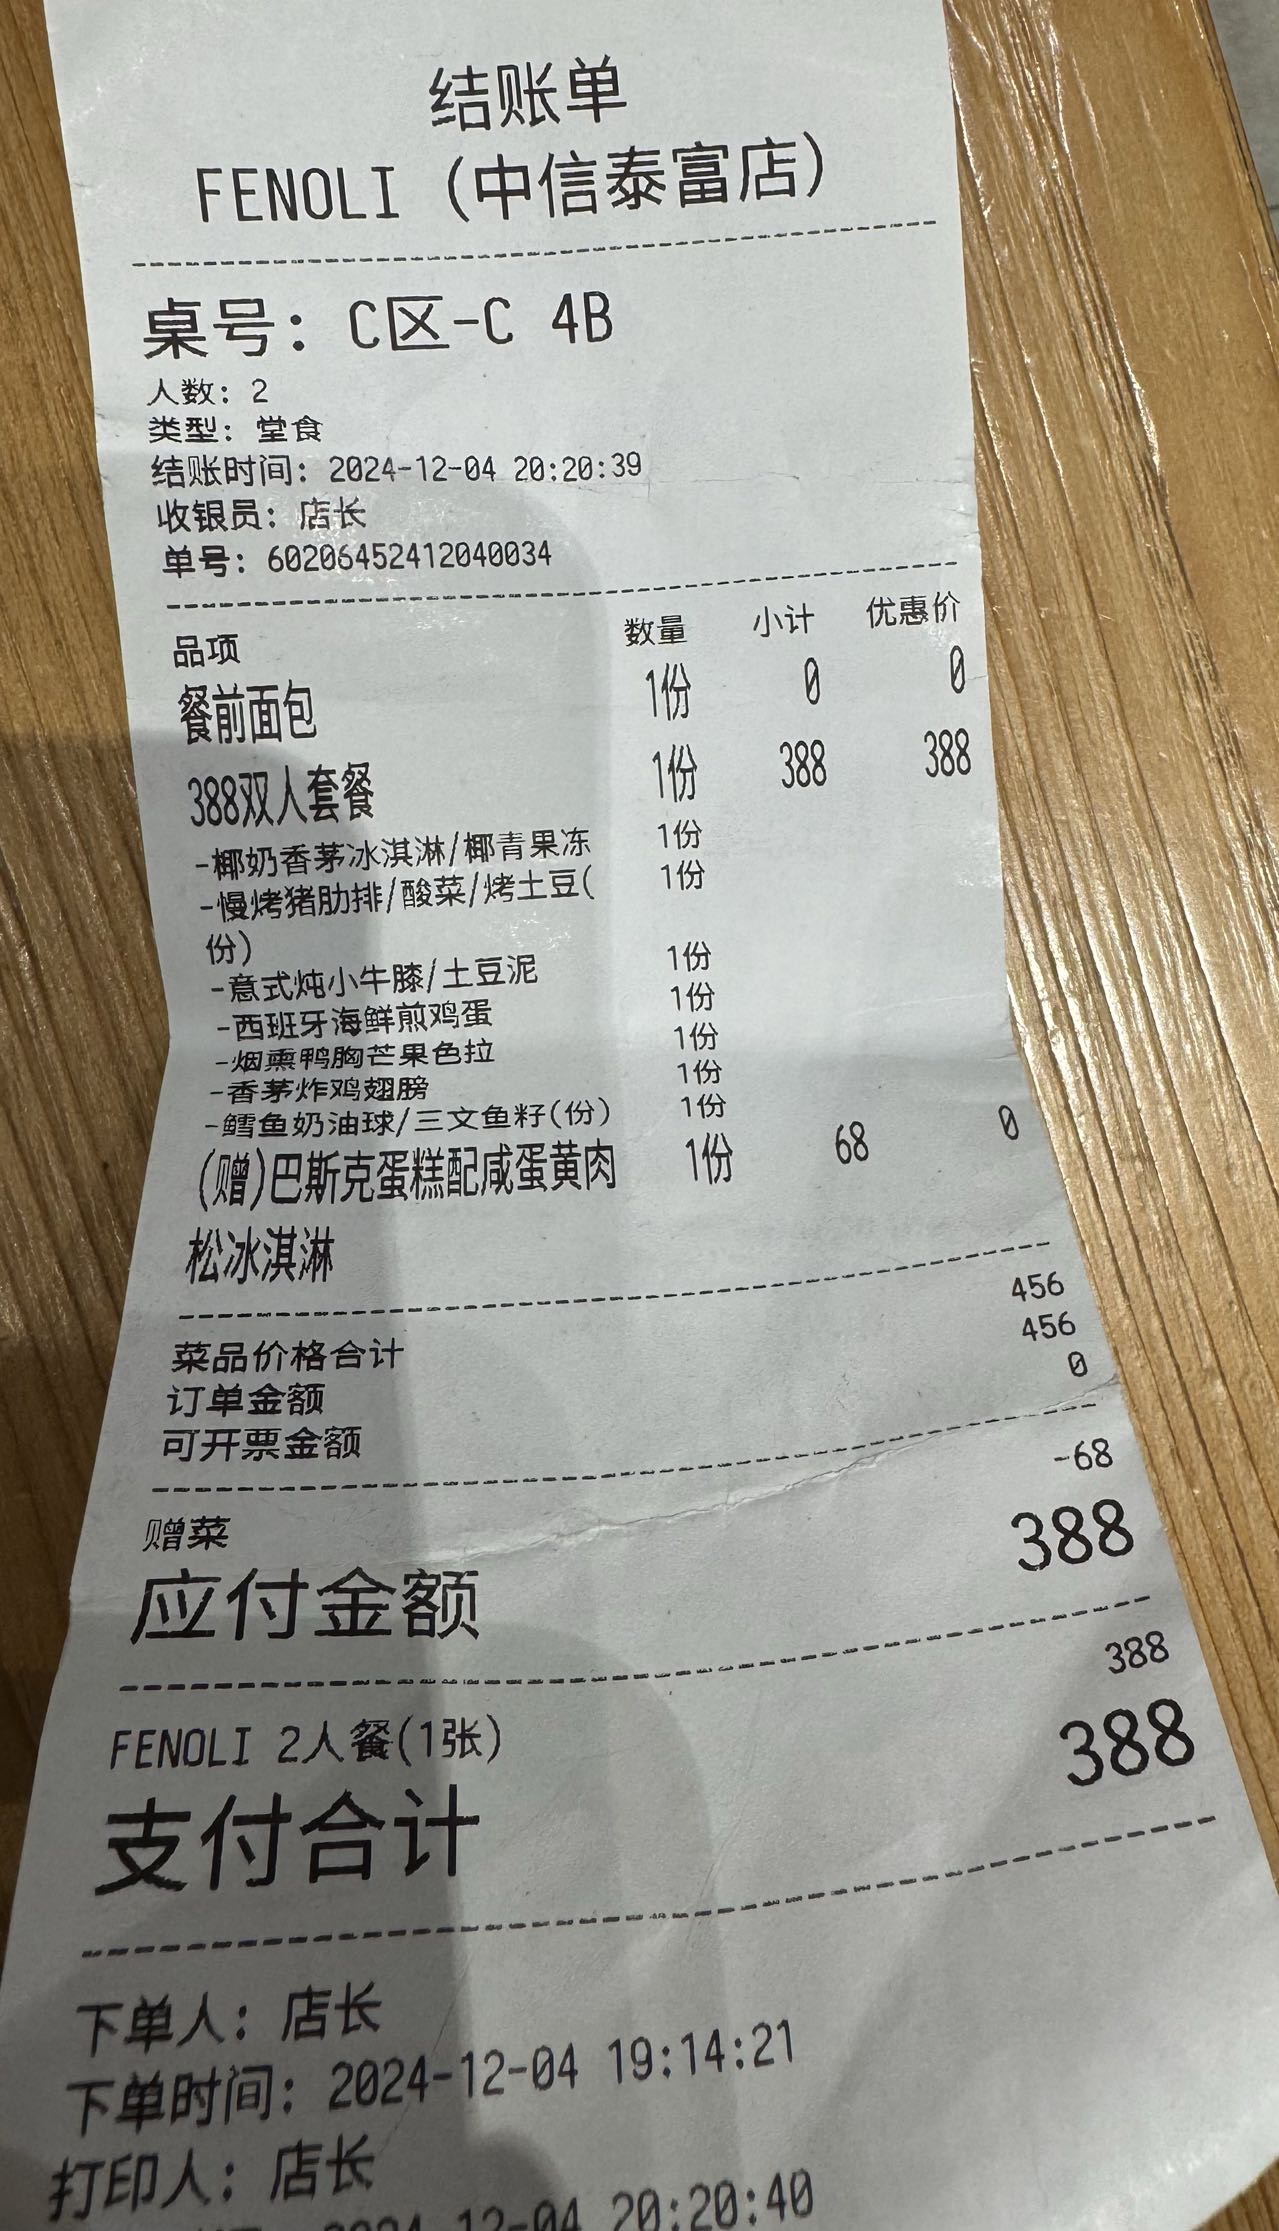 结账单
FENOLI (中信泰富店)
桌号: C区-C 4B
人数: 2
类型: 堂食
结账时间: 2024-12-04 20:20:39
收银员: 店长
单号: 602064524120400​34
品项 数量 小计 优惠价
餐前面包 1份 0 0
388双人套餐 1份 388 388
-椰奶香茅冰淇淋/椰青果冻 1份
-慢烤猪肋排/酸菜/烤土豆( 1份
份)
-意式炖小牛膝/土豆泥 1份
-西班牙海鲜煎鸡蛋 1份
-烟熏鸭胸芒果色拉 1份
-香茅炸鸡翅膀 1份
-鳕鱼奶油球/三文鱼籽(份) 1份
(赠)巴斯克蛋糕配咸蛋黄肉 1份 68 0
松冰淇淋
菜品价格合计 456
订单金额 456
可开票金额 0
赠菜 -68
应付金额 388
FENOLI 2人餐(1张) 388
支付合计 388
下单人: 店长
下单时间: 2024-12-04 19:14:21
打印人: 店长
2024-12-04 20:20:40